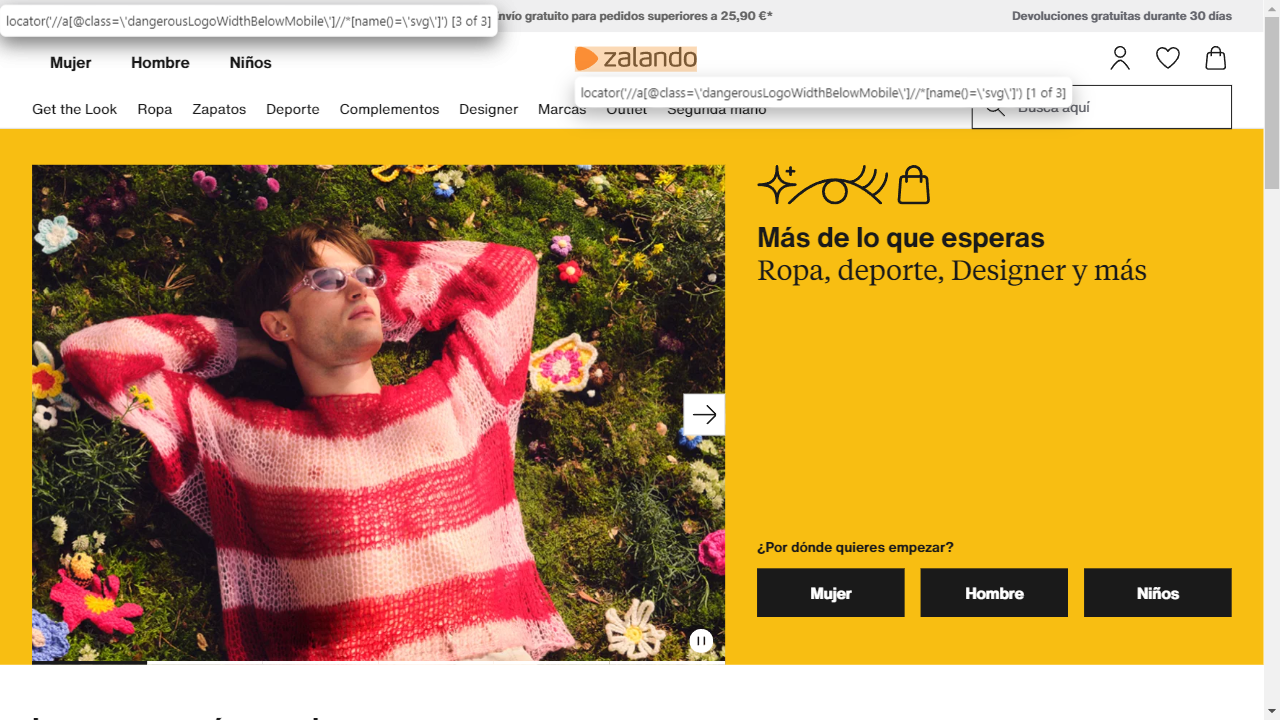 locator('//a[@class=\'dangerousLogoWidthBelowMobile\']//*[name()=\'svg\']') [3 of 3]
nvío gratuito para pedidos superiores a 25,90 €*
Devoluciones gratuitas durante 30 días
Mujer
Hombre
Niños
zalando
locator('//a[@class=\'dangerousLogoWidthBelowMobile\']//*[name()=\'svg\']') [1 of 3]
Get the Look
Ropa
Zapatos
Deporte
Complementos
Designer
Marcas
Outlet
Segunda mano
Busca aquí
Más de lo que esperas
Ropa, deporte, Designer y más
¿Por dónde quieres empezar?
Mujer
Hombre
Niños